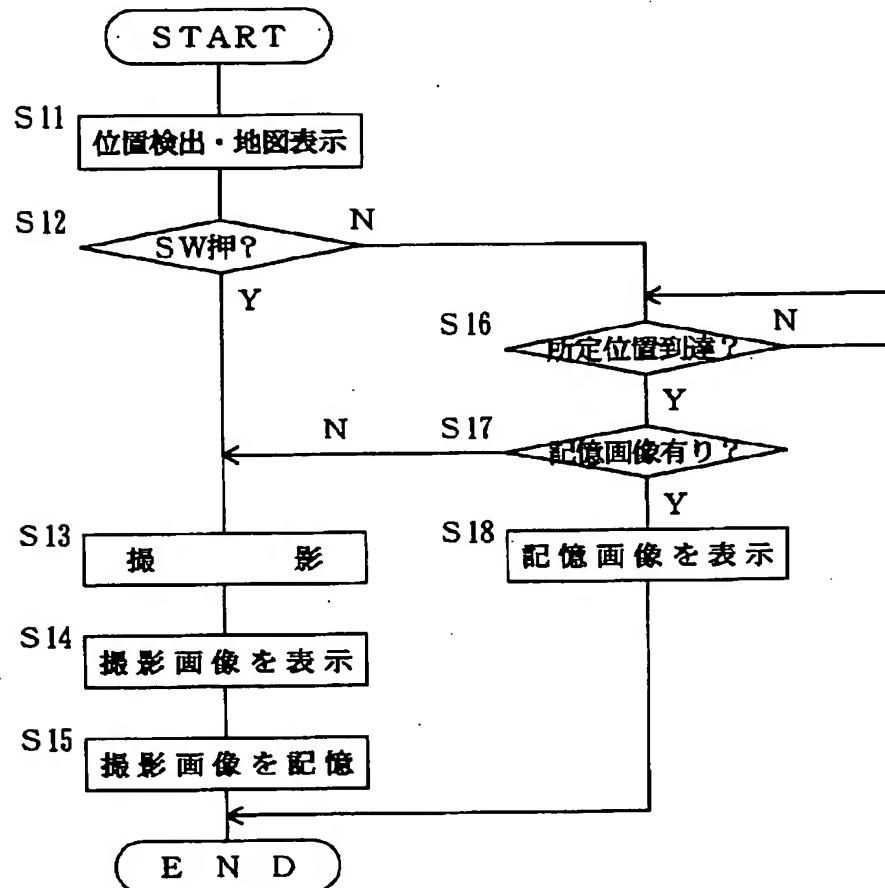 START
S11
位置検出・地図表示
S12
SW押？
N
Y
S16
所定位置到達？
N
Y
S17
記憶画像有り？
N
Y
S13
撮影
S18
記憶画像を表示
S14
撮影画像を表示
S15
撮影画像を記憶
END